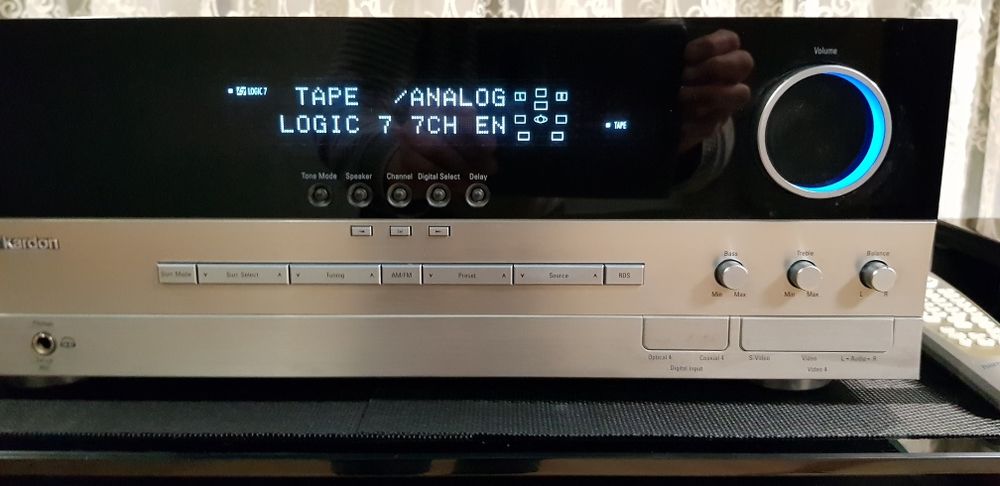 Volume
LOGIC 7
TAPE /ANALOG
LOGIC 7 7CH EN
TAPE
Tone Mode Speaker Channel Digital Select Delay
kardon
Surr Mode ∨ Surr Select ∧ ∨ Tuning ∧ AM/FM ∨ Preset ∧ ∨ Source ∧ RDS
Bass Treble Balance
Min Max Min Max L R
Phones
Optical 4 Coaxial 4 S-Video Video L - Audio - R
Digital Input Video 4